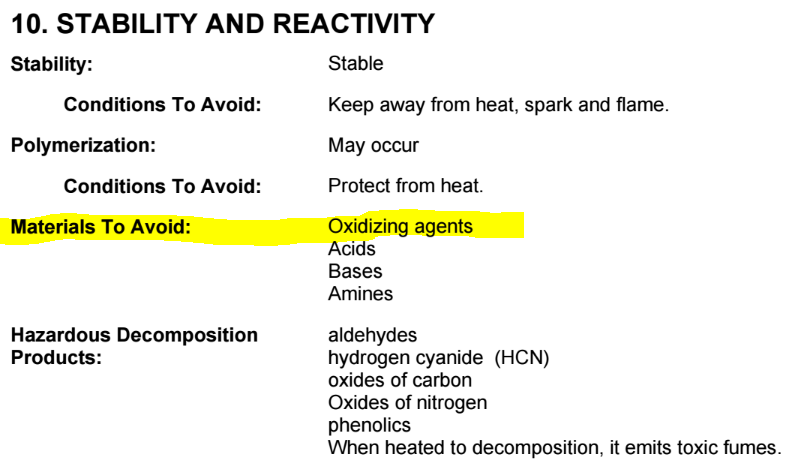 10. STABILITY AND REACTIVITY
Stability: Stable
Conditions To Avoid: Keep away from heat, spark and flame.
Polymerization: May occur
Conditions To Avoid: Protect from heat.
Materials To Avoid: Oxidizing agents
Acids
Bases
Amines
Hazardous Decomposition aldehydes
Products: hydrogen cyanide (HCN)
oxides of carbon
Oxides of nitrogen
phenolics
When heated to decomposition, it emits toxic fumes.